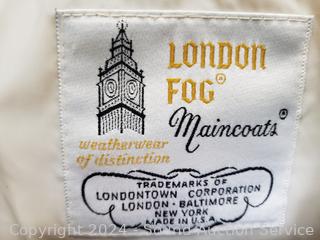 LONDON
FOG®
Maincoats®
weatherwear
of distinction
TRADEMARKS OF
LONDONTOWN CORPORATION
LONDON · BALTIMORE
NEW YORK
MADE IN U.S.A.
Copyright 2024 - Sound Auction Service